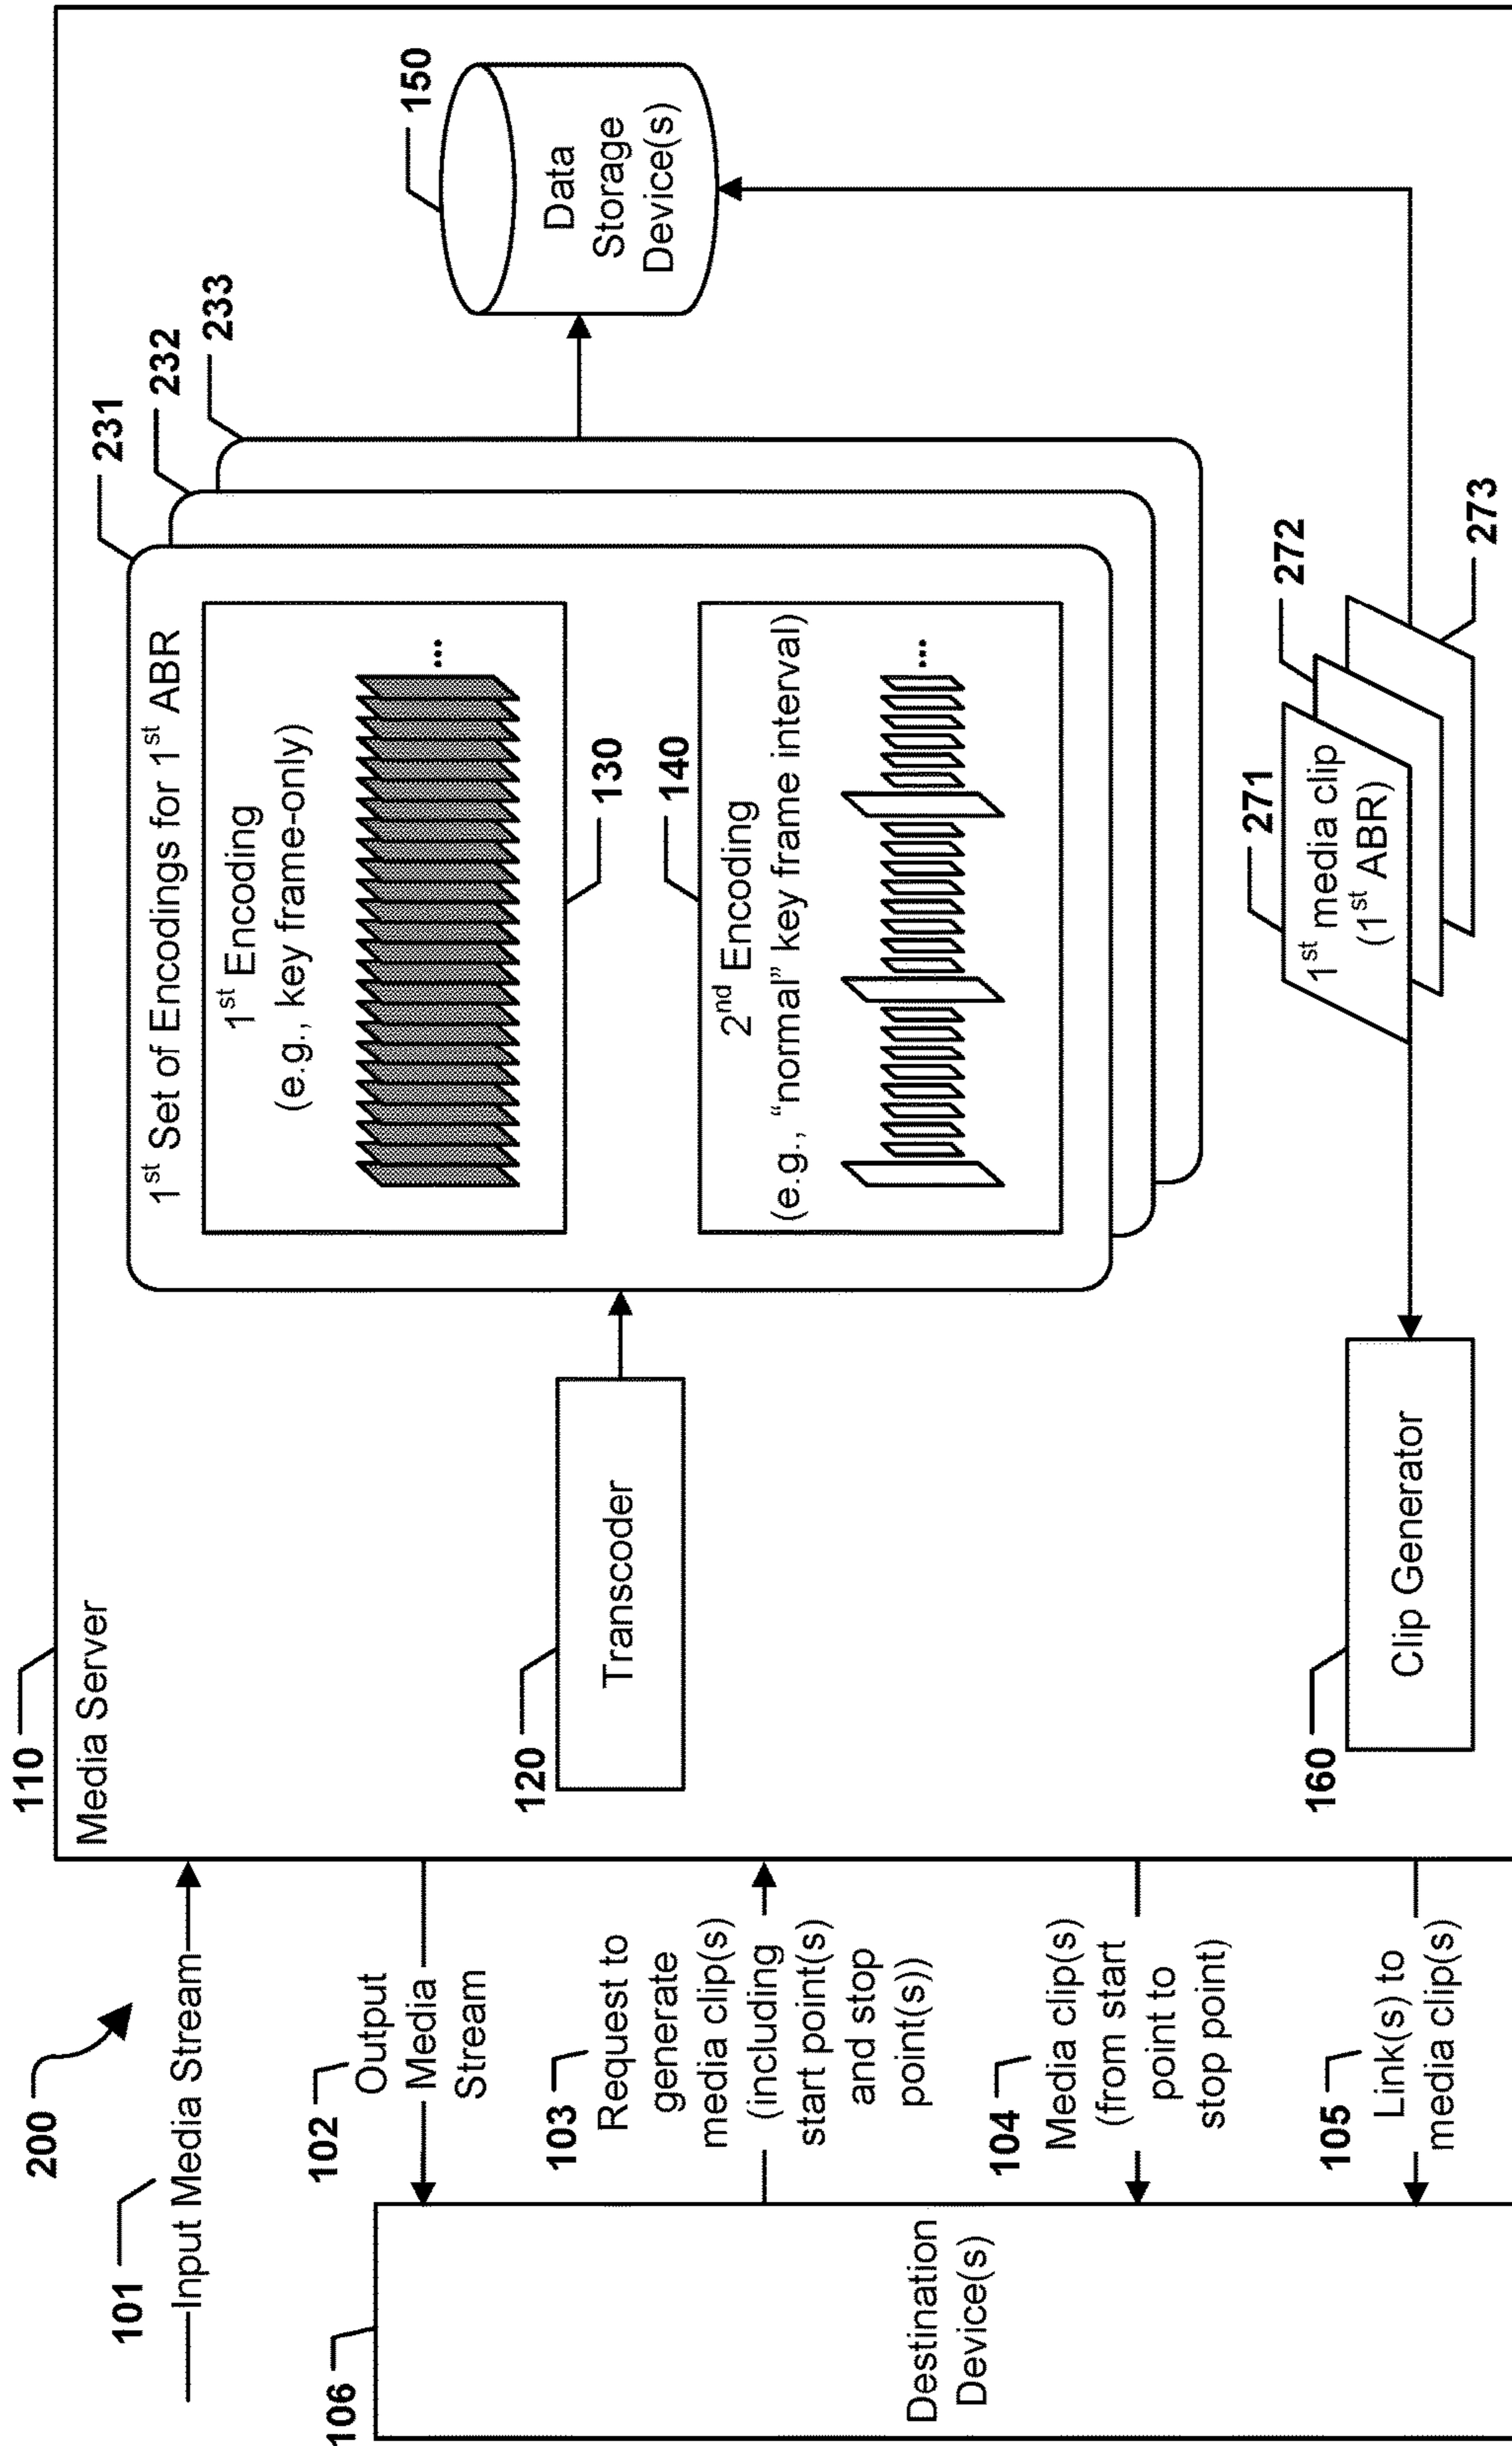 200
101
Input Media Stream
102
Output
Media
Stream
103
Request to
generate
media clip(s)
(including
start point(s)
and stop
point(s))
104
Media clip(s)
(from start
point to
stop point)
105
Link(s) to
media clip(s)
106
Destination
Device(s)
110
Media Server
120
Transcoder
160
Clip Generator
231
232
233
1st Set of Encodings for 1st ABR
1st Encoding
(e.g., key frame-only)
...
130
140
2nd Encoding
(e.g., “normal” key frame interval)
...
150
Data
Storage
Device(s)
271
272
273
1st media clip
(1st ABR)